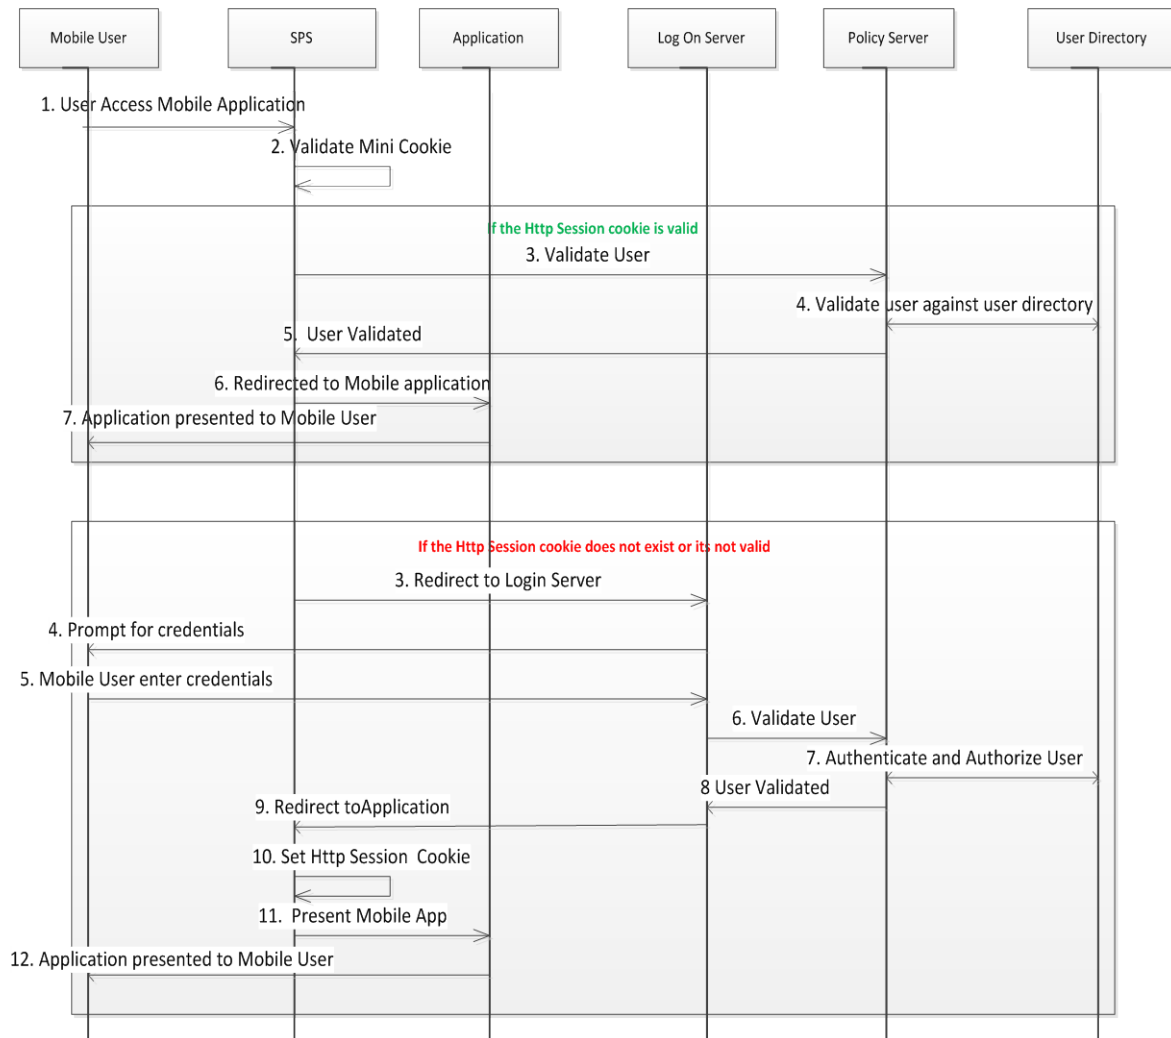 Mobile User
SPS
Application
Log On Server
Policy Server
User Directory
1. User Access Mobile Application
2. Validate Mini Cookie
If the Http Session cookie is valid
3. Validate User
4. Validate user against user directory
5.  User Validated
6. Redirected to Mobile application
7. Application presented to Mobile User
If the Http Session cookie does not exist or its not valid
3. Redirect to Login Server
4. Prompt for credentials
5. Mobile User enter credentials
6. Validate User
7. Authenticate and Authorize User
8 User Validated
9. Redirect toApplication
10. Set Http Session  Cookie
11.  Present Mobile App
12. Application presented to Mobile User